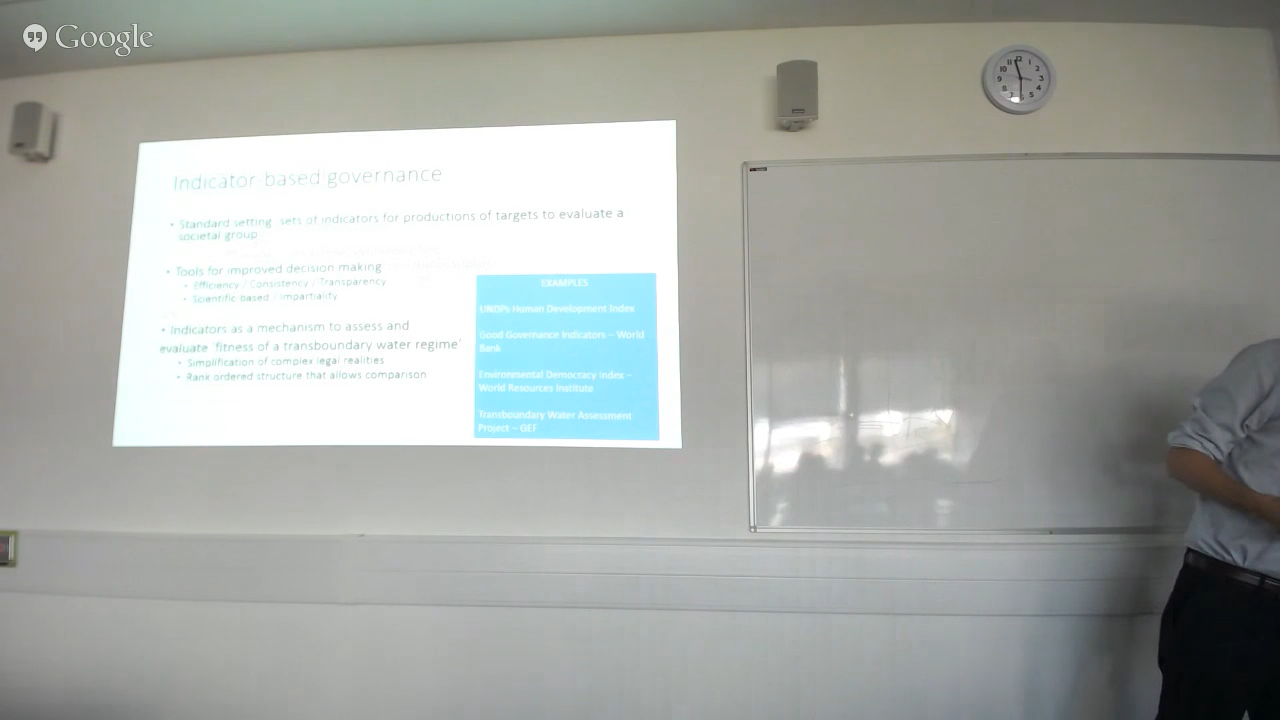 Google
Indicator based governance
• Standard setting sets of indicators for productions of targets to evaluate a
societal group
• Tools for improved decision making
• Efficiency / Consistency / Transparency
• Scientific-based / impartiality
• Indicators as a mechanism to assess and
evaluate 'fitness of a transboundary water regime'
• Simplification of complex legal realities
• Rank ordered structure that allows comparison
EXAMPLES
UNDPs Human Development Index
Good Governance Indicators – World
Bank
Environmental Democracy index –
World Resources Institute
Transboundary Water Assessment
Project – GEF